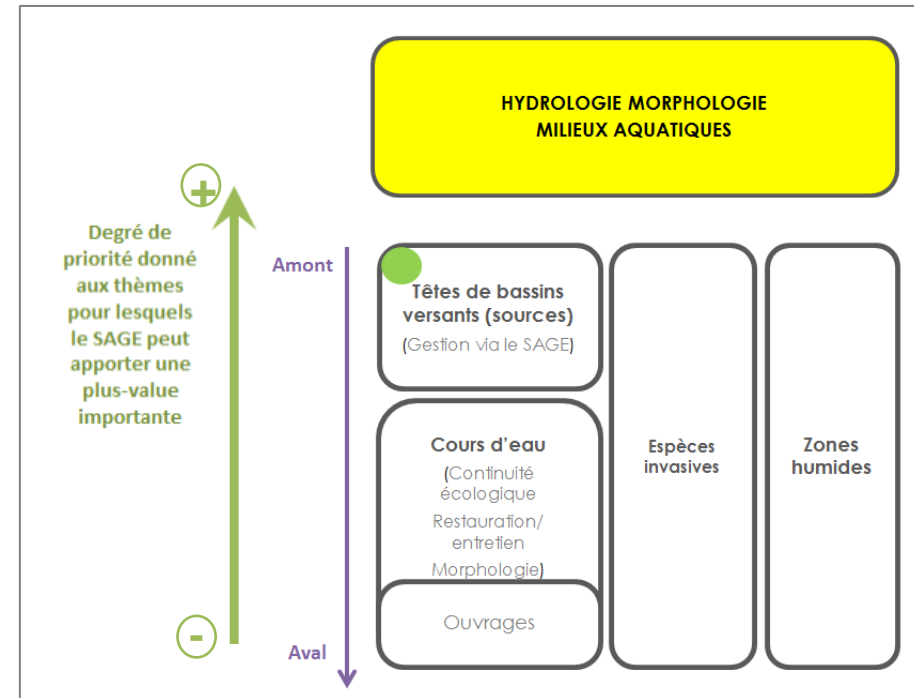 HYDROLOGIE MORPHOLOGIE
MILIEUX AQUATIQUES
+
Degré de
priorité donné
aux thèmes
pour lesquels
le SAGE peut
apporter une
plus-value
importante
-
Amont
Aval
Têtes de bassins
versants (sources)
(Gestion via le SAGE)
Cours d'eau
(Continuité
écologique
Restauration/
entretien
Morphologie)
Ouvrages
Espèces
invasives
Zones
humides